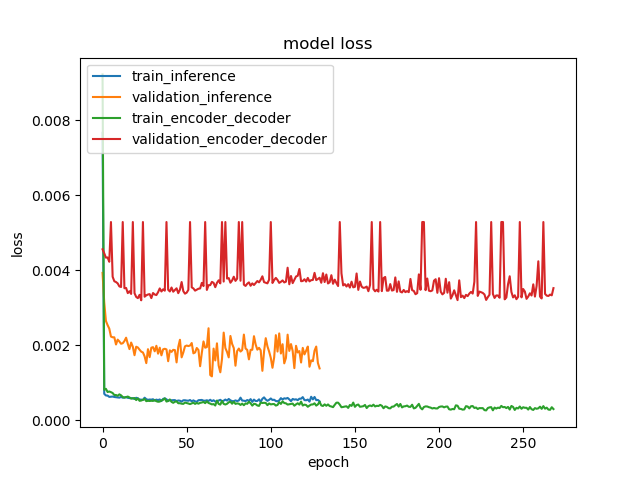 model loss
train_inference
validation_inference
train_encoder_decoder
validation_encoder_decoder
0.008
0.006
0.004
0.002
0.000
loss
0 50 100 150 200 250
epoch